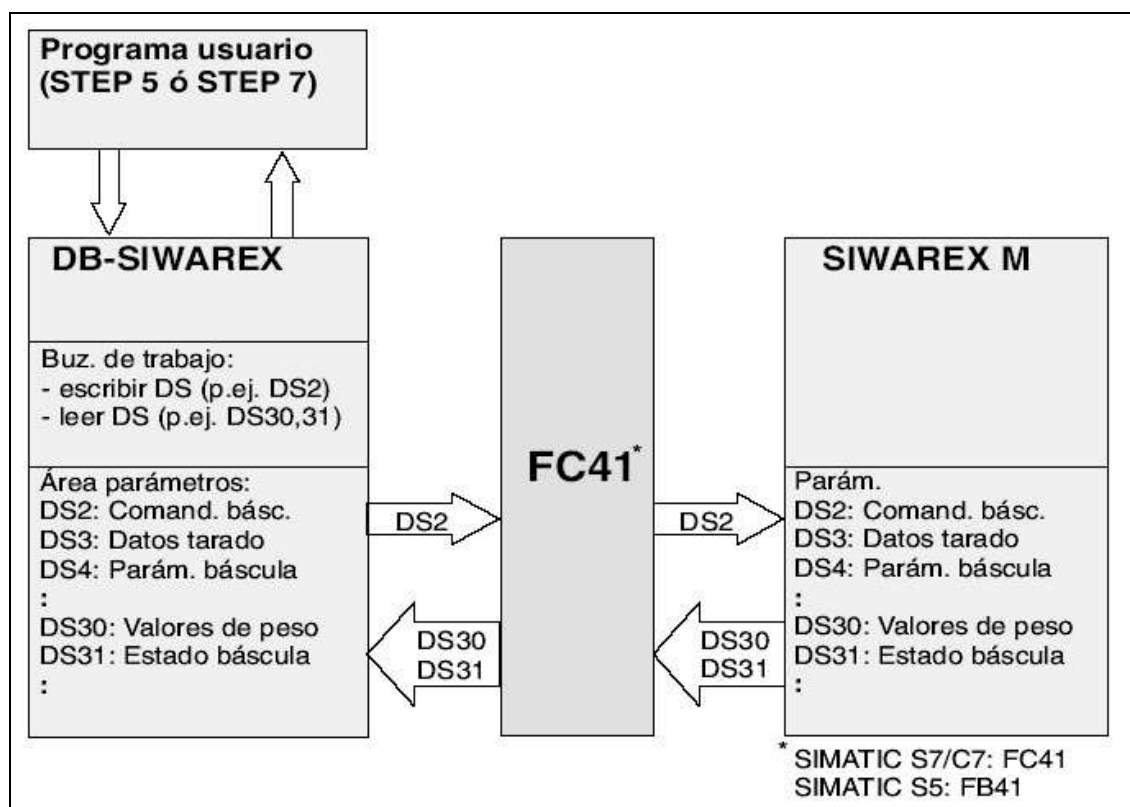 Programa usuario
(STEP 5 ó STEP 7)
DB-SIWAREX
Buz. de trabajo:
- escribir DS (p.ej. DS2)
- leer DS (p.ej. DS30,31)
Área parámetros:
DS2: Comand. básc.
DS3: Datos tarado
DS4: Parám. báscula
:
DS30: Valores de peso
DS31: Estado báscula
:
DS2
DS30
DS31
FC41*
DS2
DS30
DS31
SIWAREX M
Parám.
DS2: Comand. básc.
DS3: Datos tarado
DS4: Parám. báscula
:
DS30: Valores de peso
DS31: Estado báscula
:
* SIMATIC S7/C7: FC41
SIMATIC S5: FB41